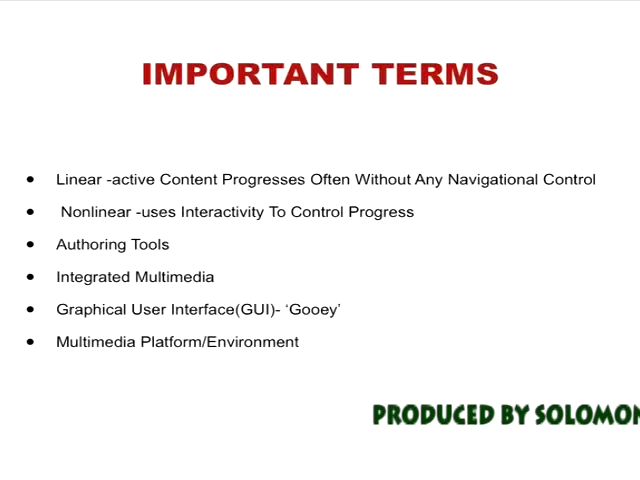 IMPORTANT TERMS
• Linear -active Content Progresses Often Without Any Navigational Control
• Nonlinear -uses Interactivity To Control Progress
• Authoring Tools
• Integrated Multimedia
• Graphical User Interface(GUI)- ‘Gooey’
• Multimedia Platform/Environment
PRODUCED BY SOLOMON